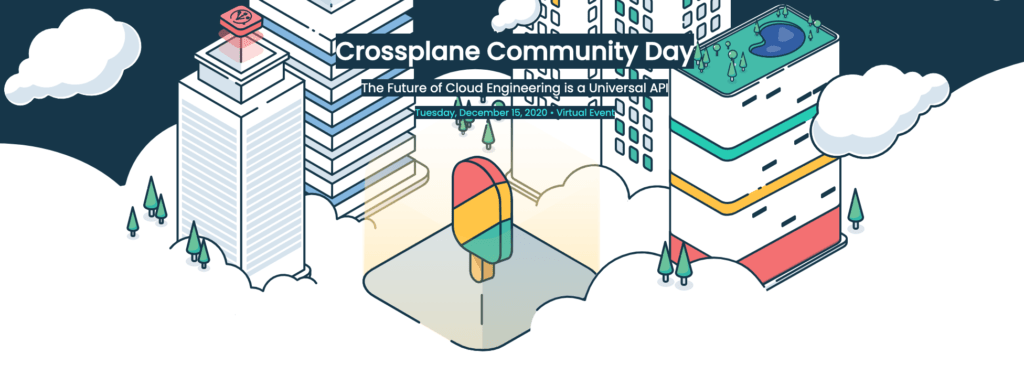 Crossplane Community Day
The Future of Cloud Engineering is a Universal API
Tuesday, December 15, 2020 • Virtual Event